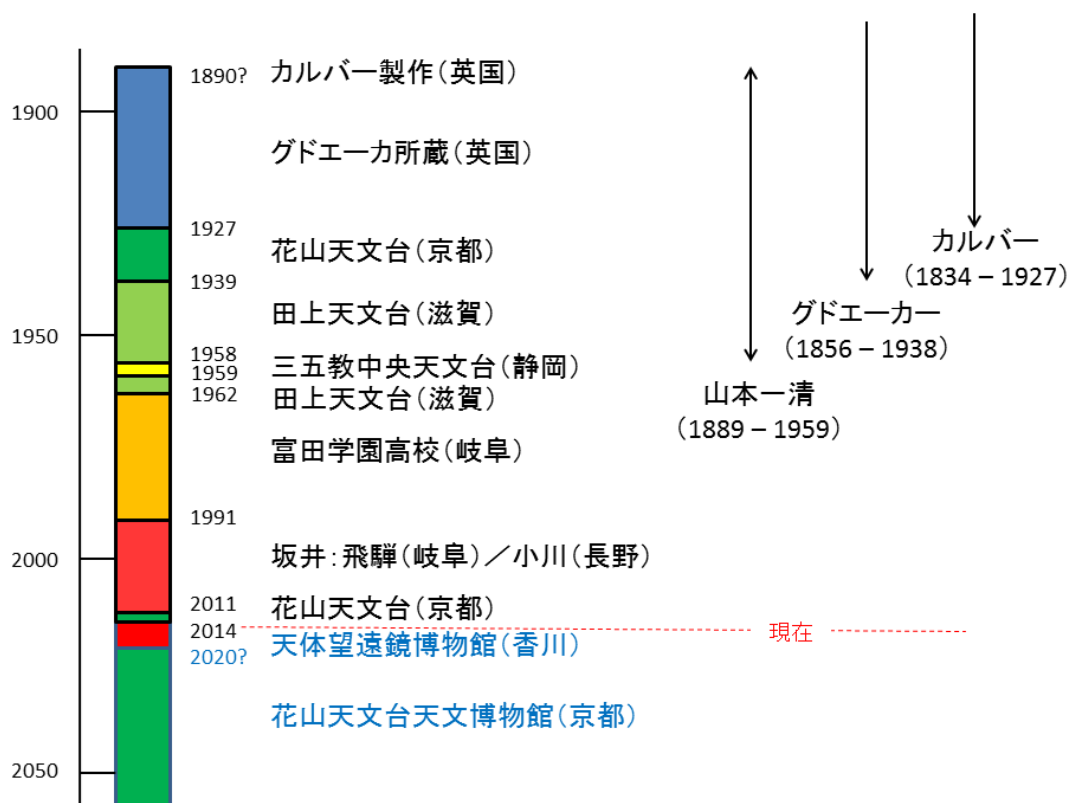 1890? カルバー製作（英国）
1900
グドエーカ所蔵（英国）
1927
花山天文台（京都）
カルバー
（1834 – 1927）
1939
田上天文台（滋賀）
グドエーカー
（1856 – 1938）
1950
1958
三五教中央天文台（静岡）
1959
1962 田上天文台（滋賀）
山本一清
（1889 – 1959）
富田学園高校（岐阜）
1991
2000 坂井：飛騨（岐阜）／小川（長野）
2011 花山天文台（京都）
2014
現在
天体望遠鏡博物館（香川）
2020?
花山天文台天文博物館（京都）
2050